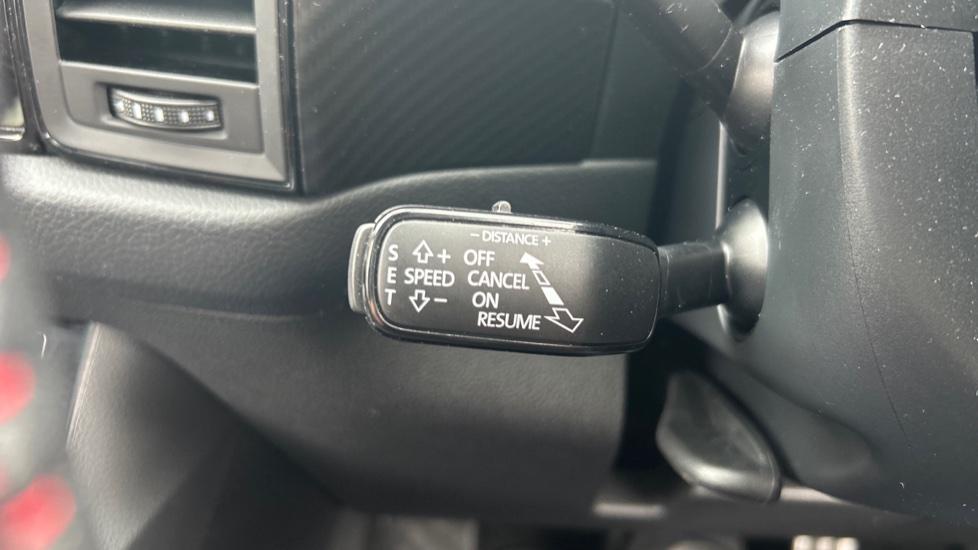 - DISTANCE +
S + OFF
E SPEED CANCEL
T - ON
RESUME